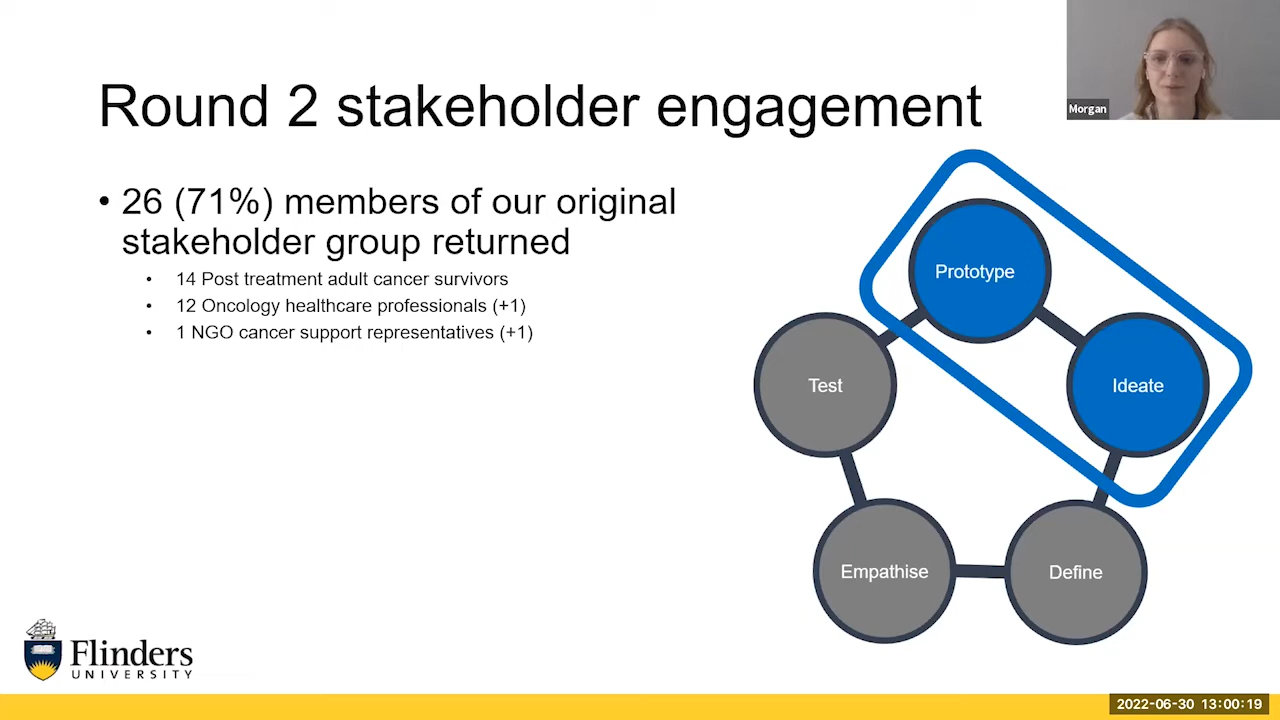 Round 2 stakeholder engagement
Morgan
• 26 (71%) members of our original
stakeholder group returned
• 14 Post treatment adult cancer survivors
• 12 Oncology healthcare professionals (+1)
• 1 NGO cancer support representatives (+1)
Prototype
Test
Ideate
Empathise
Define
Flinders
UNIVERSITY
2022-06-30 13:00:19